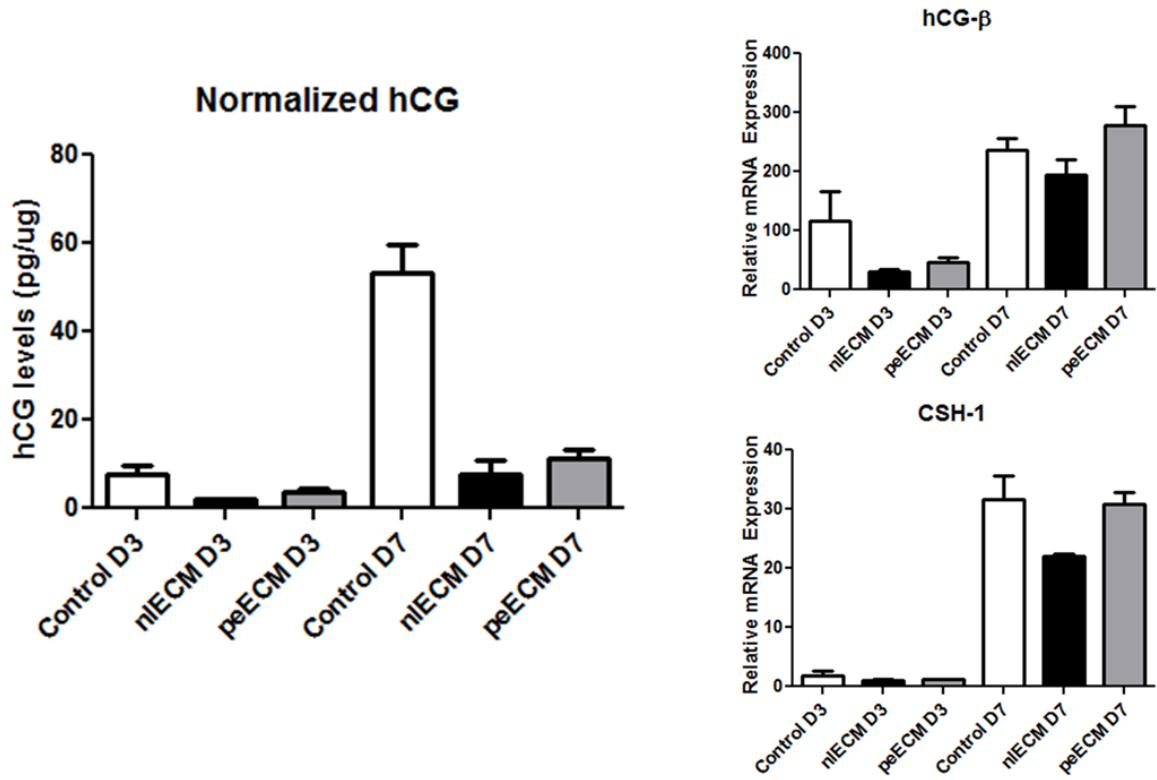 Normalized hCG
hCG levels (pg/ug)
80
60
40
20
0
Control D3
nlECM D3
peECM D3
Control D7
nlECM D7
peECM D7
hCG-β
Relative mRNA Expression
400
300
200
100
0
Control D3
nlECM D3
peECM D3
Control D7
nlECM D7
peECM D7
CSH-1
Relative mRNA Expression
40
30
20
10
0
Control D3
nlECM D3
peECM D3
Control D7
nlECM D7
peECM D7